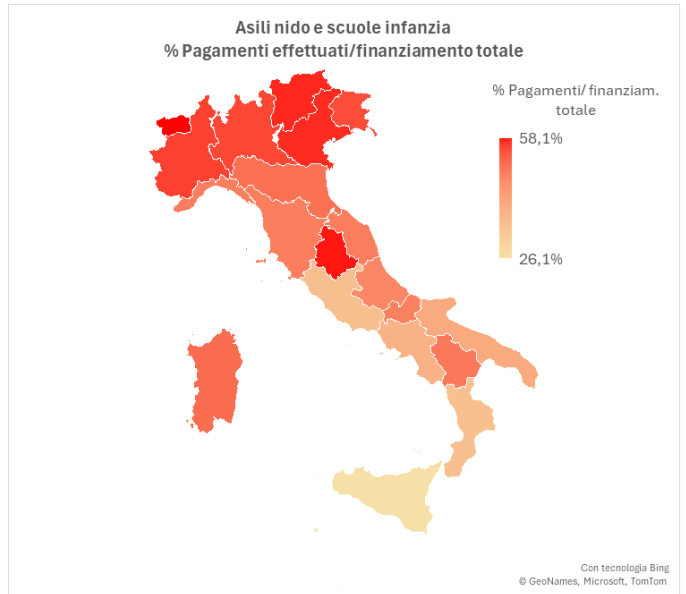 Asili nido e scuole infanzia
% Pagamenti effettuati/finanziamento totale
% Pagamenti/ finanziam.
totale
58,1%
26,1%
Con tecnologia Bing
© GeoNames, Microsoft, TomTom